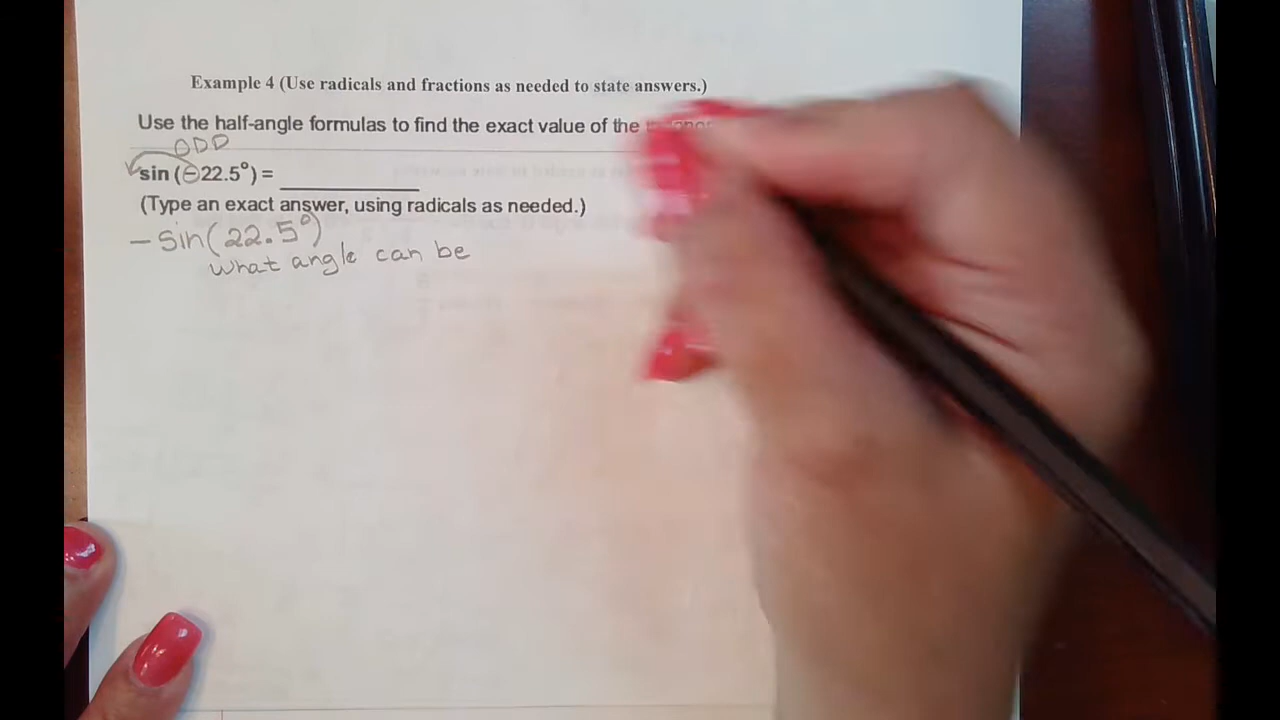 Example 4 (Use radicals and fractions as needed to state answers.)
Use the half-angle formulas to find the exact value of the
ODD
sin (−22.5°) = __________
(Type an exact answer, using radicals as needed.)
− sin(22.5°)
what angle can be